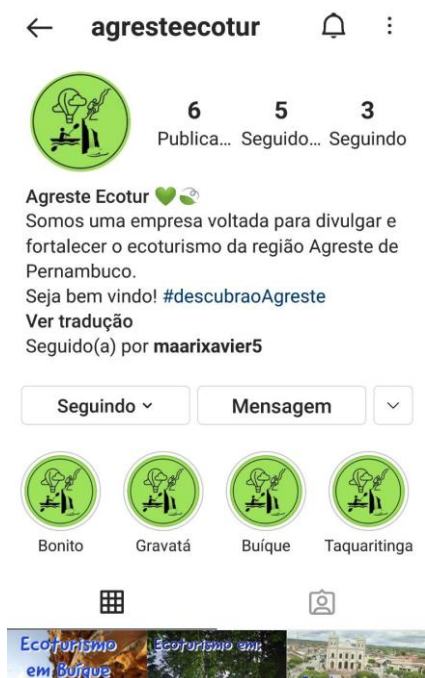 agresteecotur
6 5 3
Publica... Seguido... Seguindo
Agreste Ecotur 💚🍃
Somos uma empresa voltada para divulgar e
fortalecer o ecoturismo da região Agreste de
Pernambuco.
Seja bem vindo! #descubraoAgreste
Ver tradução
Seguido(a) por maarixavier5
Seguindo Mensagem
Bonito Gravatá Buíque Taquaritinga
Ecoturismo Ecoturismo em:
em Buíque